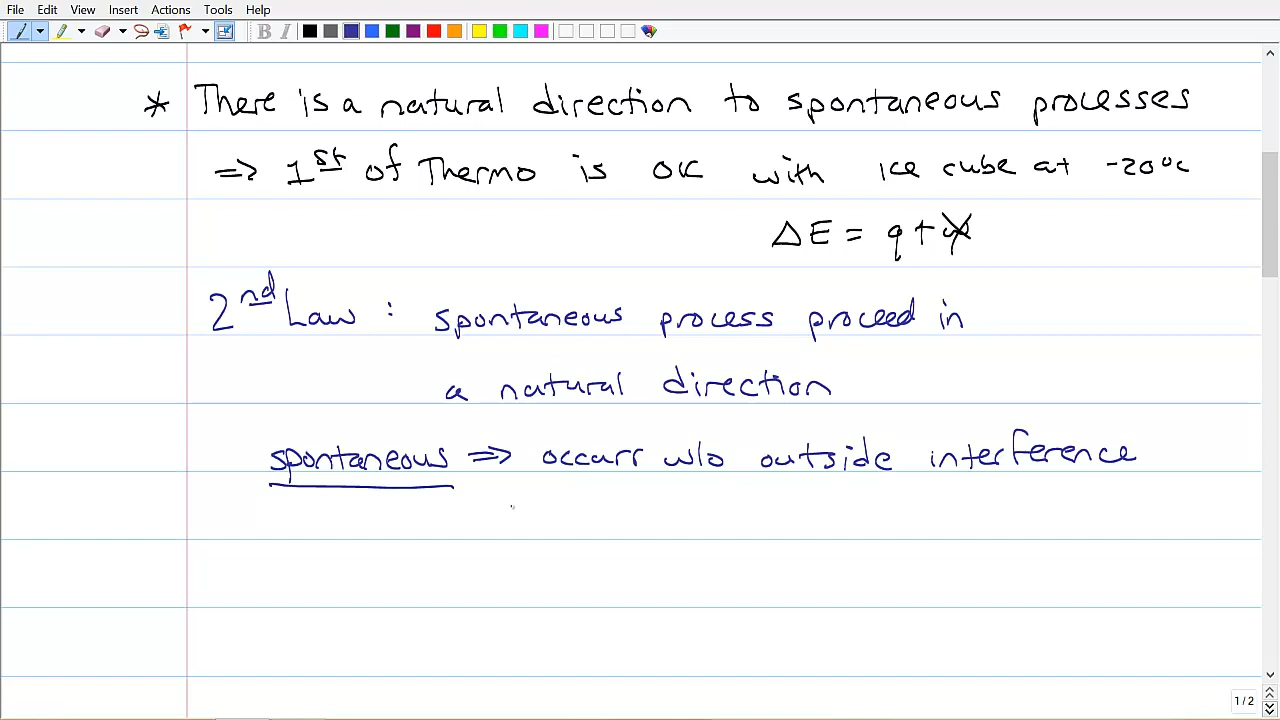 File Edit View Insert Actions Tools Help
B I
* There is a natural direction to spontaneous processes
=> 1st of Thermo is OK with ice cube at -20°C
ΔE = q + w
2nd Law : spontaneous process proceed in
a natural direction
spontaneous => occurr w/o outside interference
1 / 2